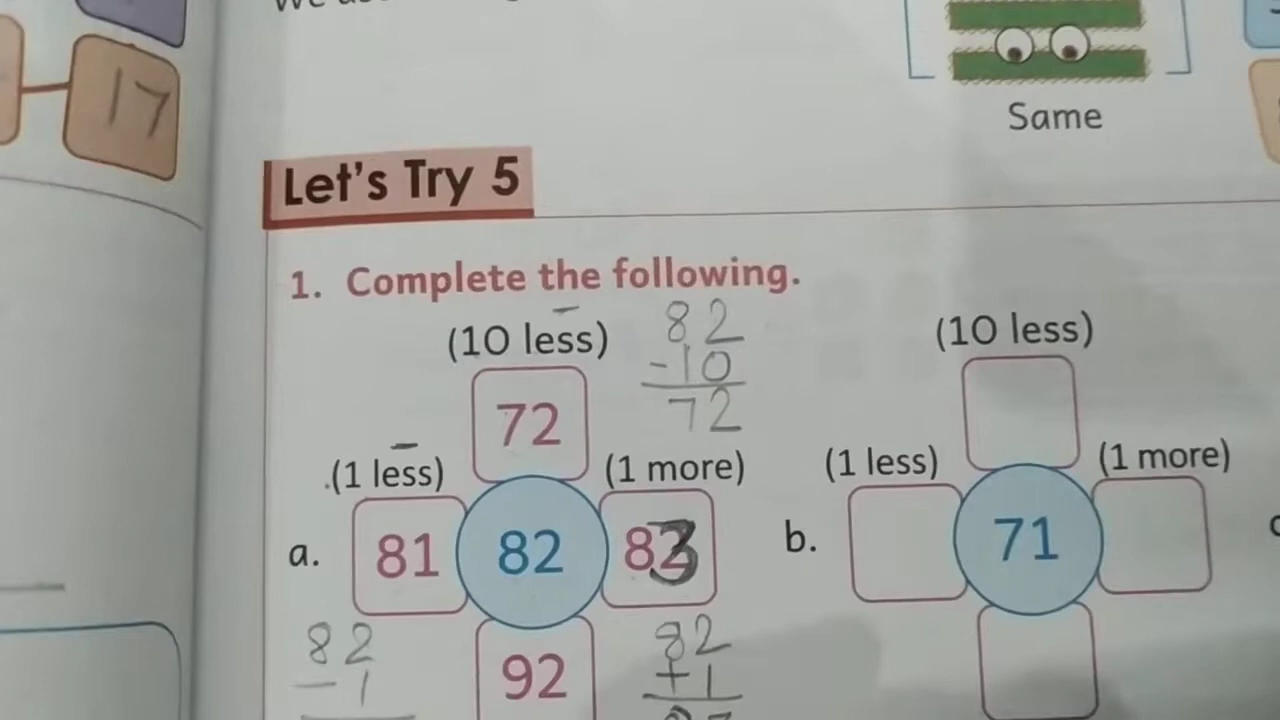 17
Same
Let's Try 5
1. Complete the following.
(10 less)
82
-10
72
72
(1 less)
(1 more)
a.
81
82
83
92
82
- 1
82
+ 1
(10 less)
(1 less)
(1 more)
b.
71